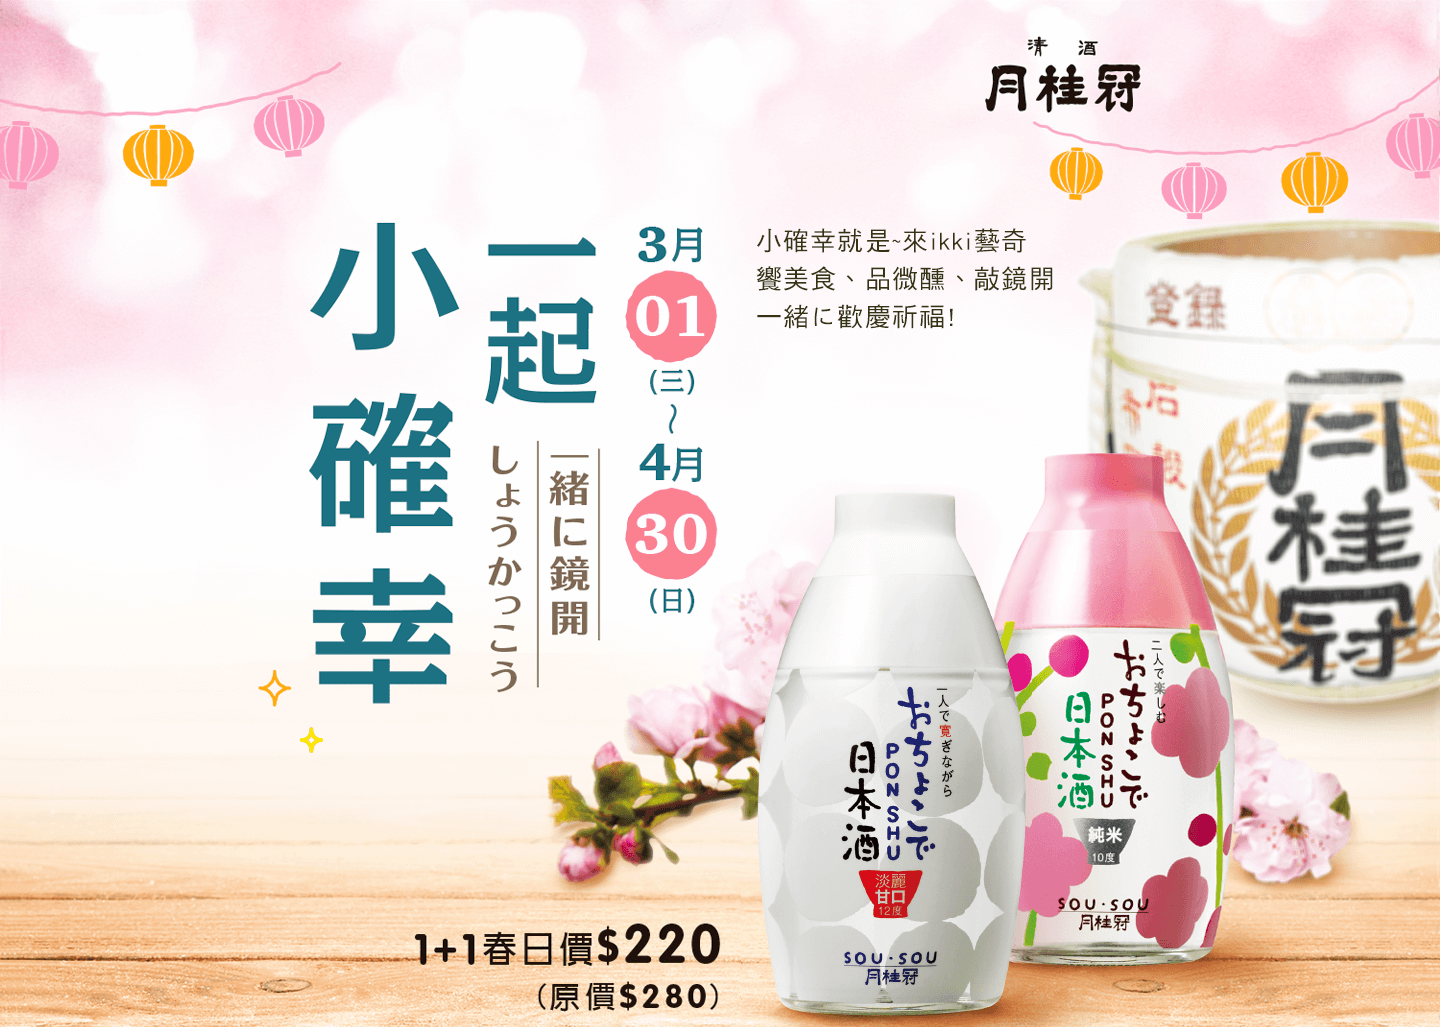 清酒
月桂冠
一起
小確幸
一緒に鏡開
しょうかっこう
3月
01
(三)
~
4月
30
(日)
小確幸就是~來ikki藝奇
饗美食、品微醺、敲鏡開
一緒に歡慶祈福!
登録
月桂冠
一人で寛ぎながら
おちょこで
PON SHU
日本酒
淡麗
甘口
12度
SOU·SOU
月桂冠
二人で楽しむ
おちょこで
PON SHU
日本酒
純米
10度
SOU·SOU
月桂冠
1+1春日價$220
(原價$280)